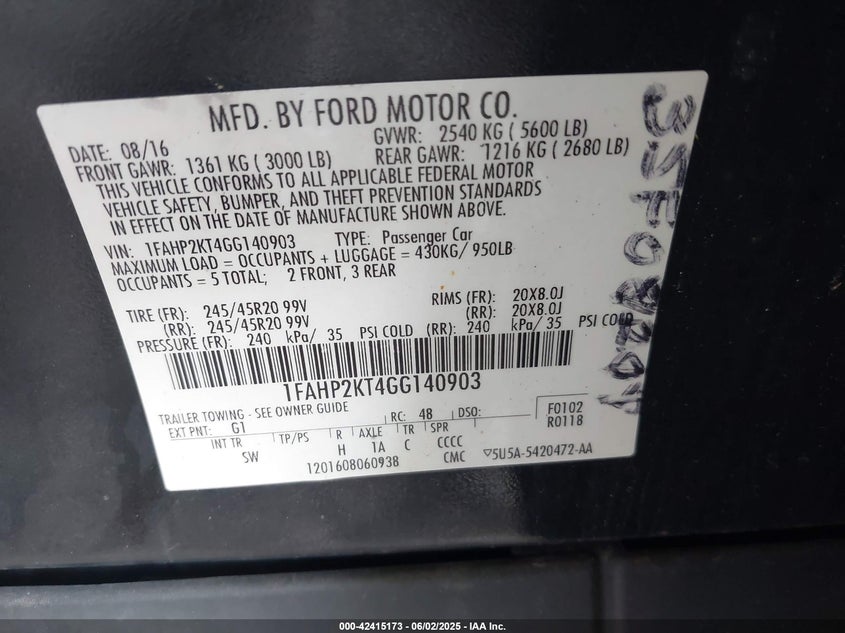 MFD. BY FORD MOTOR CO.
DATE: 08/16 GVWR: 2540 KG ( 5600 LB)
FRONT GAWR: 1361 KG ( 3000 LB) REAR GAWR: 1216 KG ( 2680 LB)
THIS VEHICLE CONFORMS TO ALL APPLICABLE FEDERAL MOTOR
VEHICLE SAFETY, BUMPER, AND THEFT PREVENTION STANDARDS
IN EFFECT ON THE DATE OF MANUFACTURE SHOWN ABOVE.
VIN: 1FAHP2KT4GG140903 TYPE: Passenger Car
MAXIMUM LOAD = OCCUPANTS + LUGGAGE = 430KG/ 950LB
OCCUPANTS = 5 TOTAL; 2 FRONT, 3 REAR
TIRE (FR): 245/45R20 99V RIMS (FR): 20X8.0J
(RR): 245/45R20 99V (RR): 20X8.0J
PRESSURE (FR): 240 kPa/ 35 PSI COLD (RR): 240 kPa/ 35 PSI COLD
1FAHP2KT4GG140903
TRAILER TOWING - SEE OWNER GUIDE
EXT PNT: G1 RC: 48 DSO: F0102
R0118
INT TR TP/PS R AXLE TR SPR
SW H 1A C CCCC
1201608060938 CMC ▽5U5A-5420472-AA
000-42415173 - 06/02/2025 - IAA Inc.